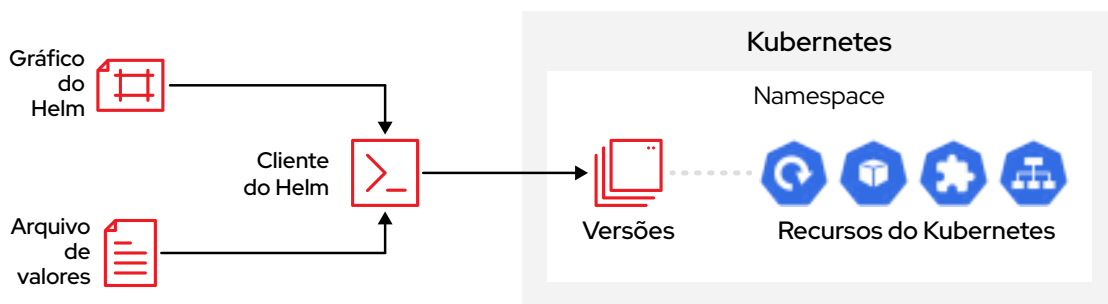 Gráfico
do
Helm
Cliente
do Helm
Arquivo
de
valores
Kubernetes
Namespace
Versões
Recursos do Kubernetes